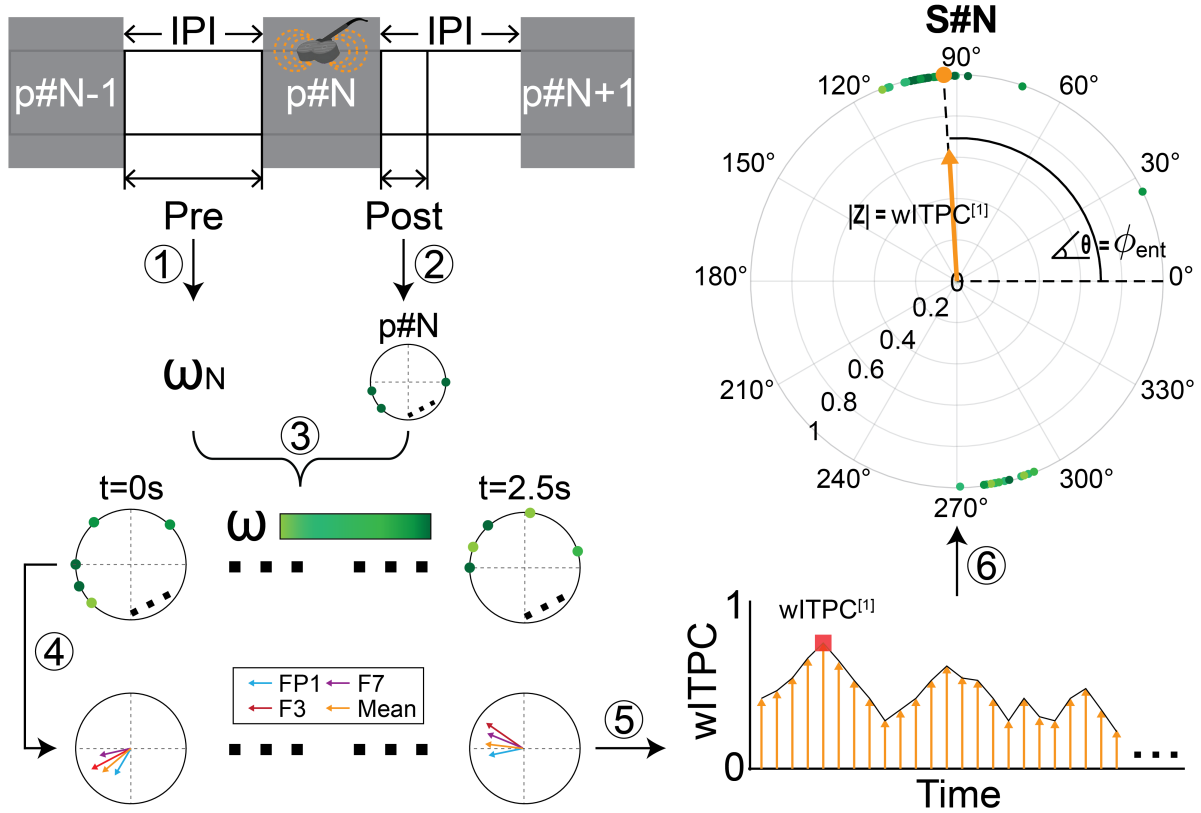 IPI
IPI
p#N-1
p#N
p#N+1
Pre
Post
1
2
ωN
p#N
3
t=0s
ω
t=2.5s
4
FP1
F7
F3
Mean
5
S#N
90°
120°
60°
150°
30°
|Z| = wITPC[1]
θ = ϕent
180°
0°
0
0.2
0.4
0.6
0.8
1
210°
330°
240°
300°
270°
6
1
wITPC[1]
wITPC
0
Time